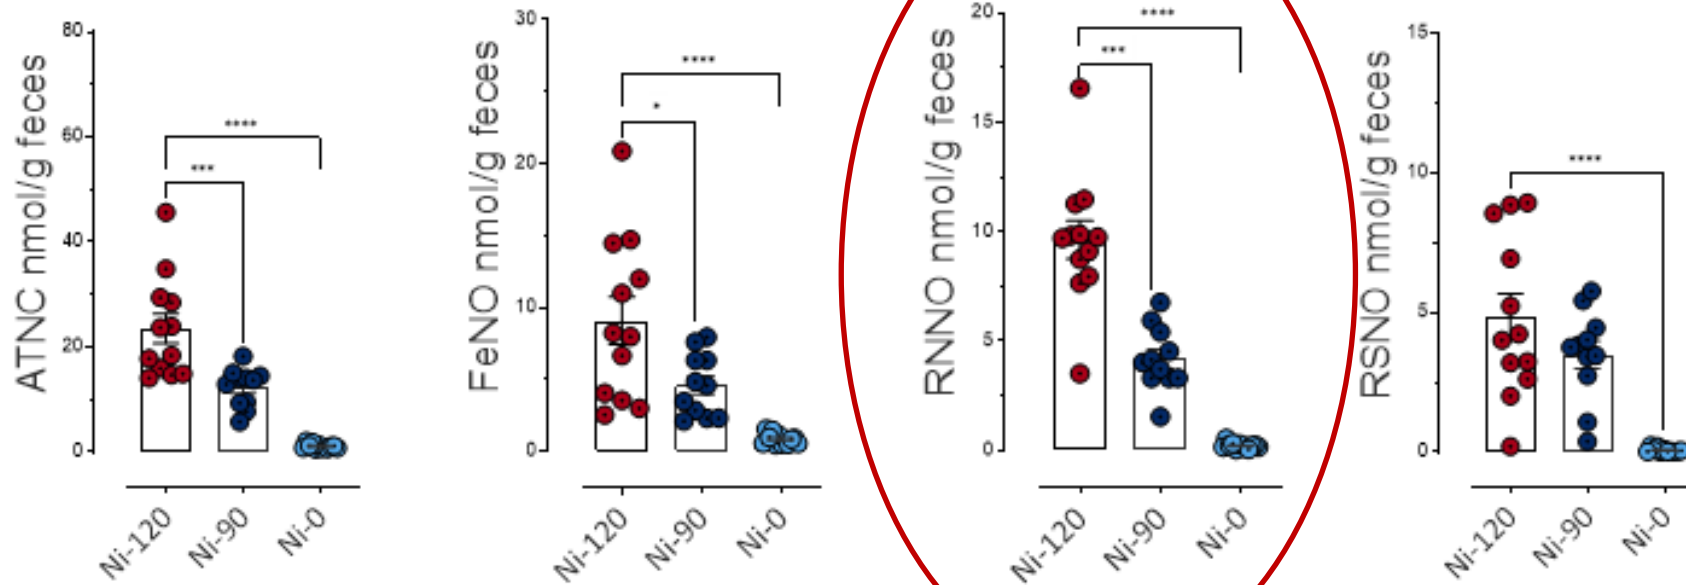 ATNC nmol/g feces
80
60
40
20
0
****
***
Ni-120
Ni-90
Ni-0
FeNO nmol/g feces
30
20
10
0
****
*
Ni-120
Ni-90
Ni-0
RNNO nmol/g feces
20
15
10
5
0
****
***
Ni-120
Ni-90
Ni-0
RSNO nmol/g feces
15
10
5
0
****
Ni-120
Ni-90
Ni-0